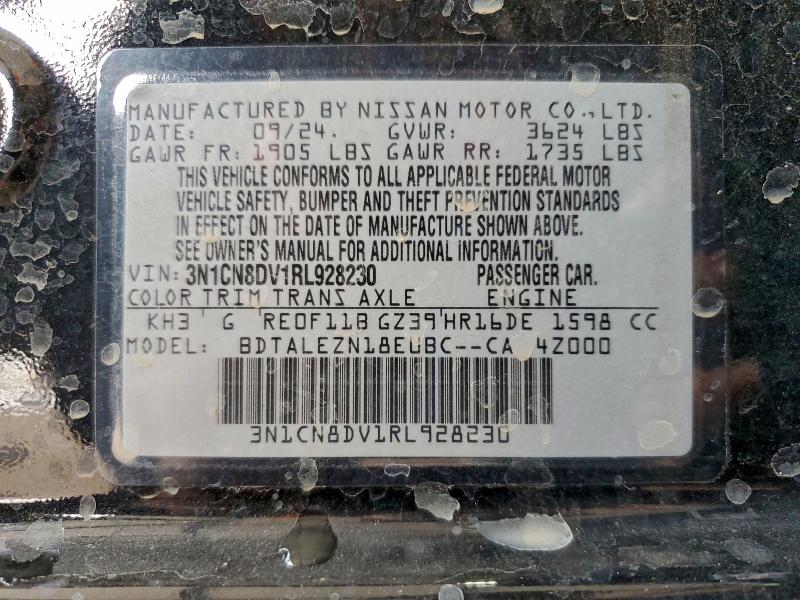 MANUFACTURED BY NISSAN MOTOR CO.,LTD.
DATE: 09/24. GVWR: 3624 LBS
GAWR FR: 1905 LBS GAWR RR: 1735 LBS
THIS VEHICLE CONFORMS TO ALL APPLICABLE FEDERAL MOTOR
VEHICLE SAFETY, BUMPER AND THEFT PREVENTION STANDARDS
IN EFFECT ON THE DATE OF MANUFACTURE SHOWN ABOVE.
SEE OWNER'S MANUAL FOR ADDITIONAL INFORMATION.
VIN: 3N1CN8DV1RL928230 PASSENGER CAR.
COLOR TRIM TRANS AXLE ENGINE
KH3 G RE0F11B GZ39 HR16DE 1598 CC
MODEL: BDTALEZN18EUBC--CA 4Z000
3N1CN8DV1RL928230